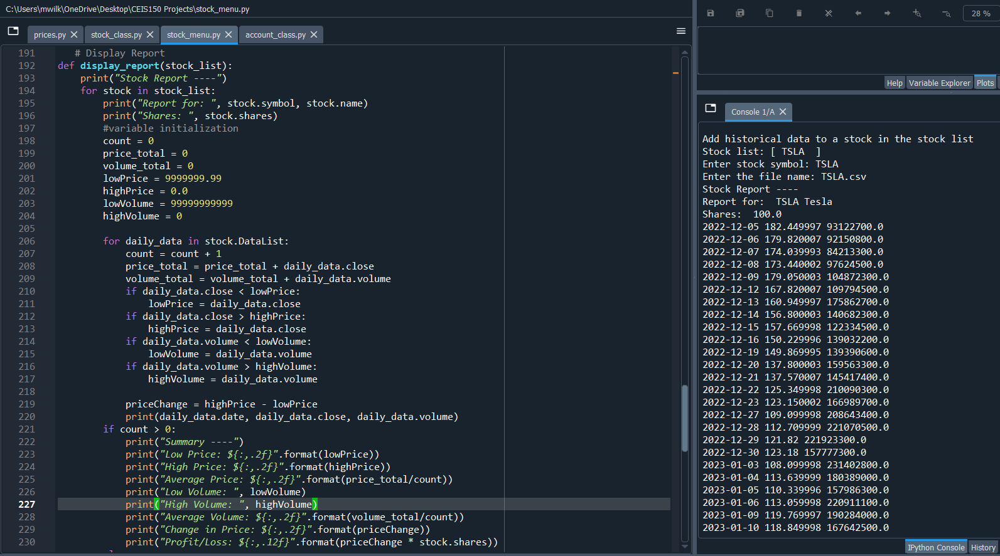 C:\Users\mwilk\OneDrive\Desktop\CEIS150 Projects\stock_menu.py
prices.py
stock_class.py
stock_menu.py
account_class.py
191 # Display Report
192 def display_report(stock_list):
193 print("Stock Report ----")
194 for stock in stock_list:
195 print("Report for: ", stock.symbol, stock.name)
196 print("Shares: ", stock.shares)
197 #variable initialization
198 count = 0
199 price_total = 0
200 volume_total = 0
201 lowPrice = 9999999.99
202 highPrice = 0.0
203 lowVolume = 99999999999
204 highVolume = 0
205
206 for daily_data in stock.DataList:
207 count = count + 1
208 price_total = price_total + daily_data.close
209 volume_total = volume_total + daily_data.volume
210 if daily_data.close < lowPrice:
211 lowPrice = daily_data.close
212 if daily_data.close > highPrice:
213 highPrice = daily_data.close
214 if daily_data.volume < lowVolume:
215 lowVolume = daily_data.volume
216 if daily_data.volume > highVolume:
217 highVolume = daily_data.volume
218
219 priceChange = highPrice - lowPrice
220 print(daily_data.date, daily_data.close, daily_data.volume)
221 if count > 0:
222 print("Summary ----")
223 print("Low Price: ${:,.2f}".format(lowPrice))
224 print("High Price: ${:,.2f}".format(highPrice))
225 print("Average Price: ${:,.2f}".format(price_total/count))
226 print("Low Volume: ", lowVolume)
227 print("High Volume: ", highVolume)
228 print("Average Volume: ${:,.2f}".format(volume_total/count))
229 print("Change in Price: ${:,.2f}".format(priceChange))
230 print("Profit/Loss: ${:,.12f}".format(priceChange * stock.shares))
28 %
Help
Variable Explorer
Plots
Console 1/A
Add historical data to a stock in the stock list
Stock list: [ TSLA  ]
Enter stock symbol: TSLA
Enter the file name: TSLA.csv
Stock Report ----
Report for:  TSLA Tesla
Shares:  100.0
2022-12-05 182.449997 93122700.0
2022-12-06 179.820007 92150800.0
2022-12-07 174.039993 84213300.0
2022-12-08 173.440002 97624500.0
2022-12-09 179.050003 104872300.0
2022-12-12 167.820007 109794500.0
2022-12-13 160.949997 175862700.0
2022-12-14 156.800003 140682300.0
2022-12-15 157.669998 122334500.0
2022-12-16 150.229996 139032200.0
2022-12-19 149.869995 139390600.0
2022-12-20 137.800003 159563300.0
2022-12-21 137.570007 145417400.0
2022-12-22 125.349998 210090300.0
2022-12-23 123.150002 166989700.0
2022-12-27 109.099998 208643400.0
2022-12-28 112.709999 221070500.0
2022-12-29 121.82 221923300.0
2022-12-30 123.18 157777300.0
2023-01-03 108.099998 231402800.0
2023-01-04 113.639999 180389000.0
2023-01-05 110.339996 157986300.0
2023-01-06 113.059998 220911100.0
2023-01-09 119.769997 190284000.0
2023-01-10 118.849998 167642500.0
IPython Console
History